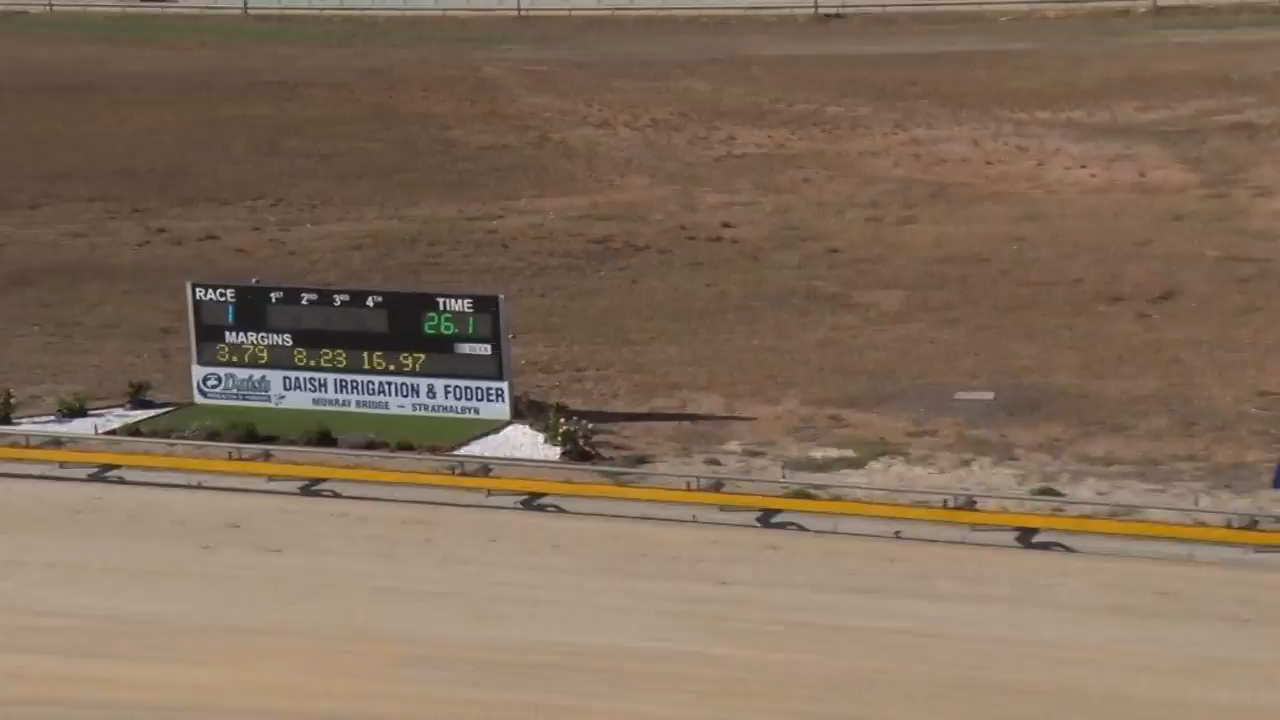 RACE 1ST 2ND 3RD 4TH TIME
1 26.1
MARGINS
3.79 8.23 16.97
Daish DAISH IRRIGATION & FODDER
MURRAY BRIDGE – STRATHALBYN